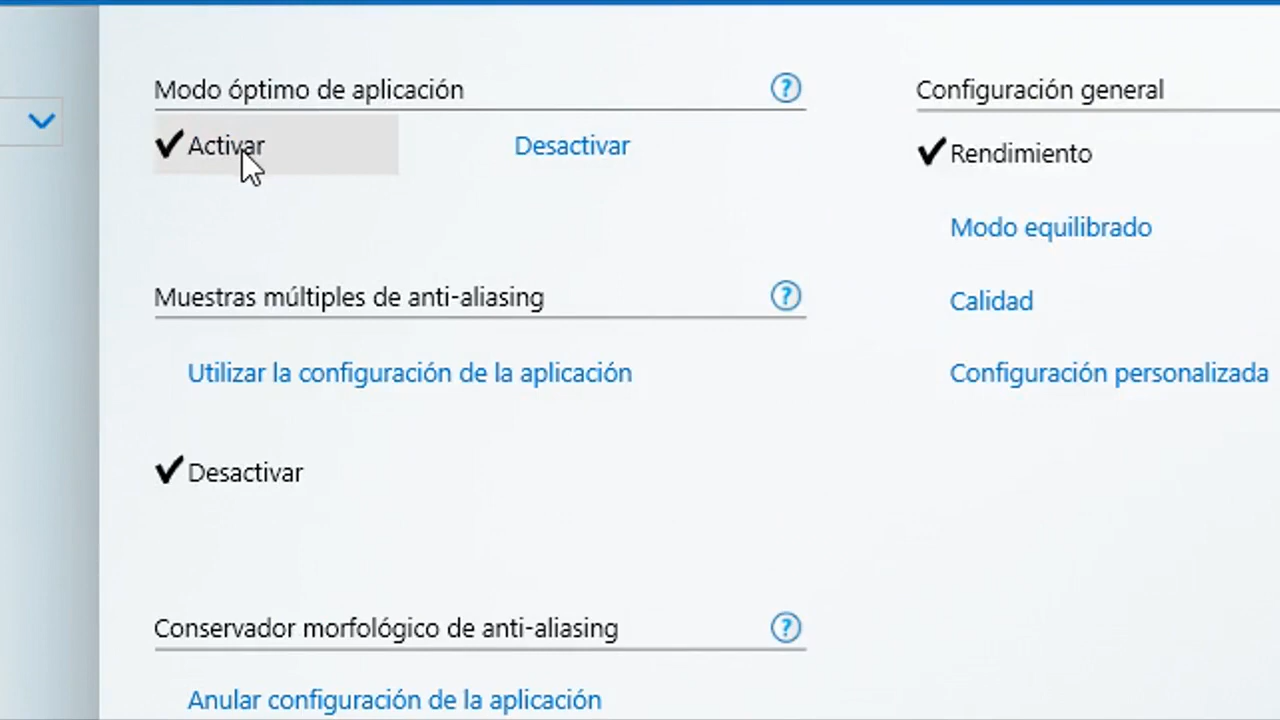 Modo óptimo de aplicación
?
Activar
Desactivar
Muestras múltiples de anti-aliasing
?
Utilizar la configuración de la aplicación
Desactivar
Conservador morfológico de anti-aliasing
?
Anular configuración de la aplicación
Configuración general
Rendimiento
Modo equilibrado
Calidad
Configuración personalizada